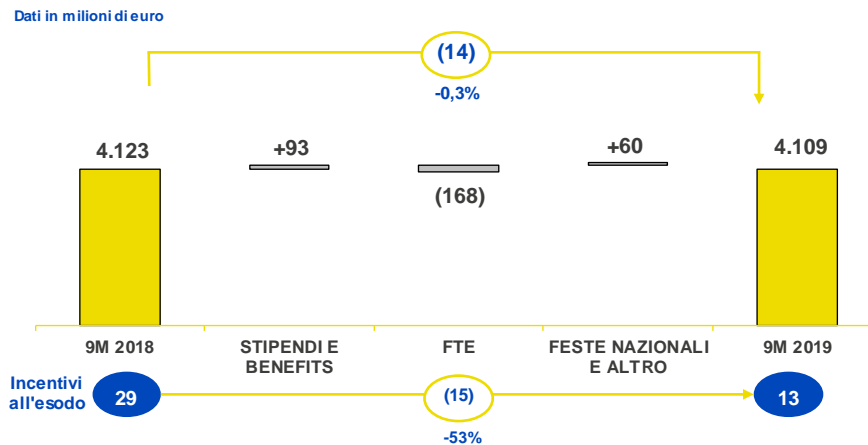 Dati in milioni di euro
(14)
-0,3%
4.123
+93
(168)
+60
4.109
9M 2018
STIPENDI E
BENEFITS
FTE
FESTE NAZIONALI
E ALTRO
9M 2019
Incentivi
all'esodo
29
(15)
13
-53%